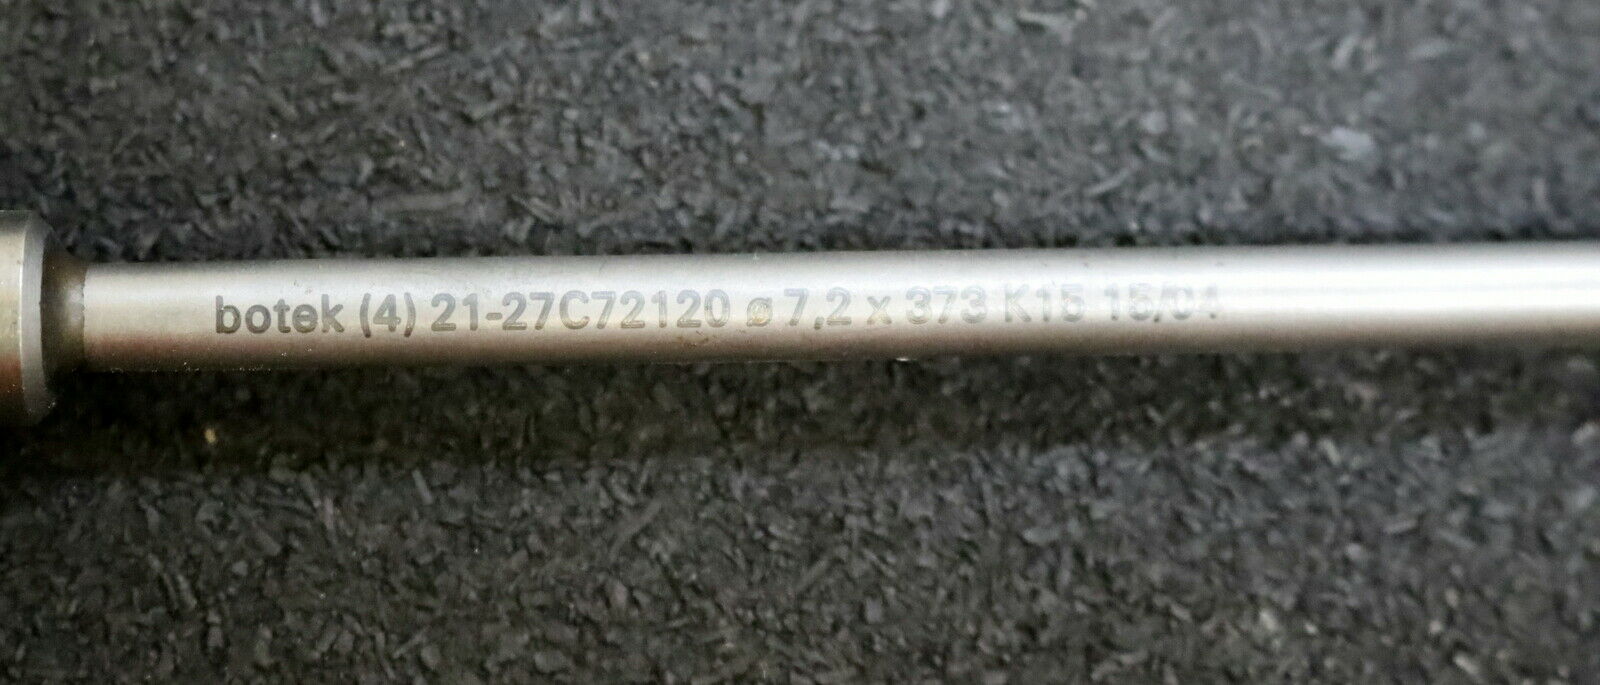 botek (4) 21-27C72120 ø 7,2 x 373 K15 15/04